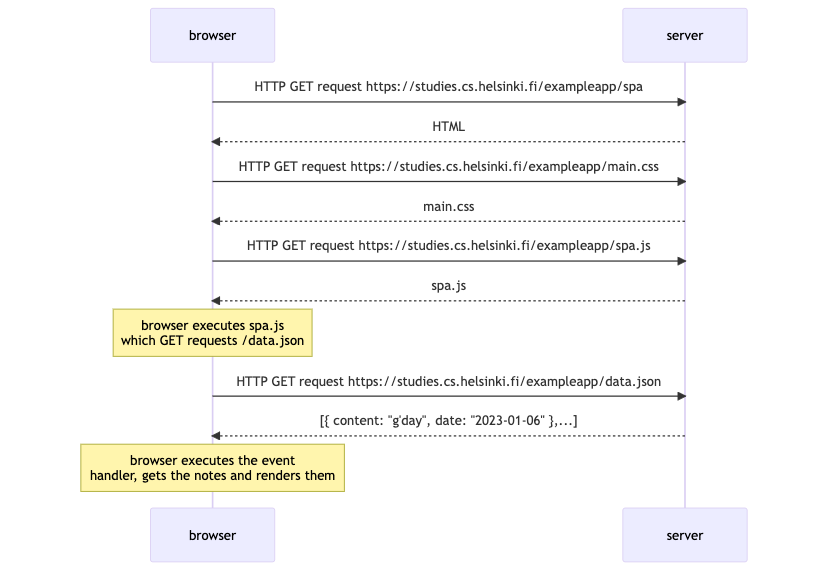 browser
server
HTTP GET request https://studies.cs.helsinki.fi/exampleapp/spa
HTML
HTTP GET request https://studies.cs.helsinki.fi/exampleapp/main.css
main.css
HTTP GET request https://studies.cs.helsinki.fi/exampleapp/spa.js
spa.js
browser executes spa.js
which GET requests /data.json
HTTP GET request https://studies.cs.helsinki.fi/exampleapp/data.json
[{ content: "g'day", date: "2023-01-06" },...]
browser executes the event
handler, gets the notes and renders them
browser
server